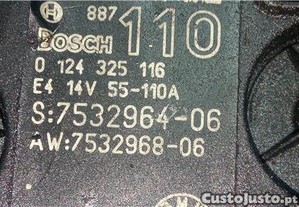 887
BOSCH 110
0 124 325 116
E4 14V 55-110A
S:7532964-06
AW:7532968-06
CustoJusto.pt